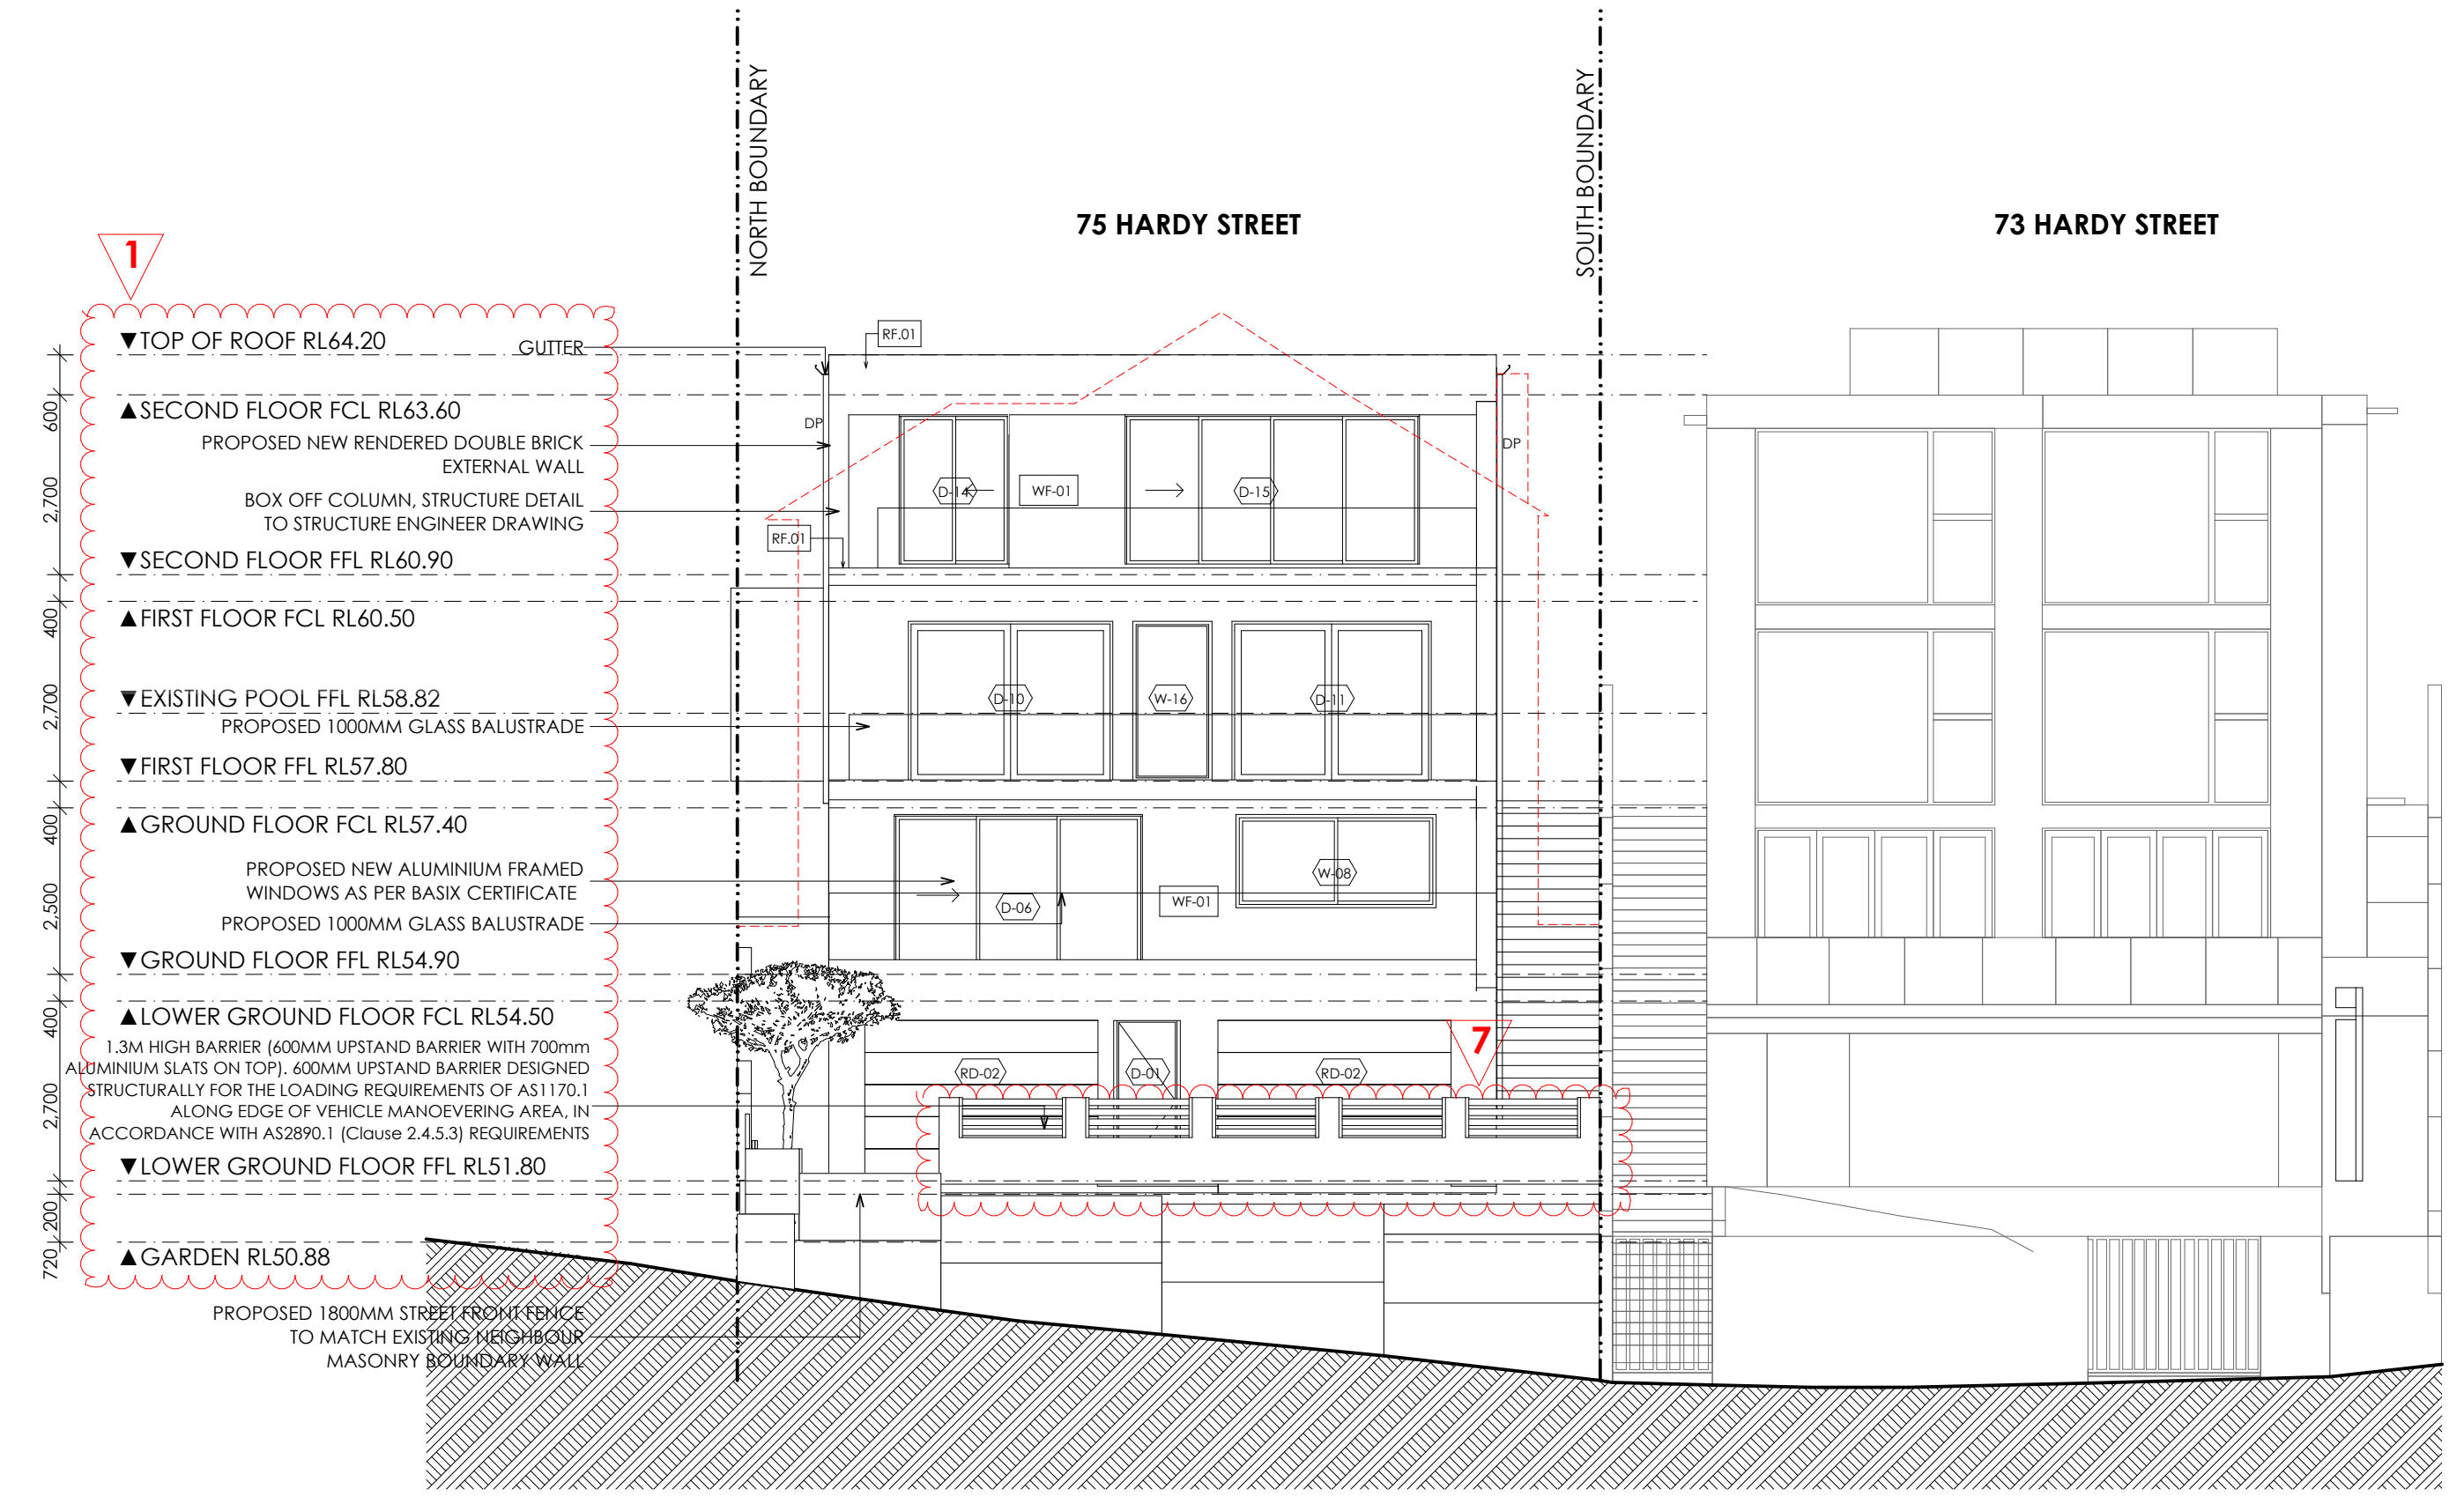 NORTH BOUNDARY
SOUTH BOUNDARY
75 HARDY STREET
73 HARDY STREET
1
▼TOP OF ROOF RL64.20
GUTTER
RF.01
600
▲SECOND FLOOR FCL RL63.60
DP
DP
PROPOSED NEW RENDERED DOUBLE BRICK
EXTERNAL WALL
2,700
BOX OFF COLUMN, STRUCTURE DETAIL
TO STRUCTURE ENGINEER DRAWING
D-14
WF-01
D-15
RF.01
▼SECOND FLOOR FFL RL60.90
400
▲FIRST FLOOR FCL RL60.50
2,700
▼EXISTING POOL FFL RL58.82
D-10
W-16
D-11
PROPOSED 1000MM GLASS BALUSTRADE
▼FIRST FLOOR FFL RL57.80
400
▲GROUND FLOOR FCL RL57.40
PROPOSED NEW ALUMINIUM FRAMED
WINDOWS AS PER BASIX CERTIFICATE
W-08
2,500
D-06
WF-01
PROPOSED 1000MM GLASS BALUSTRADE
▼GROUND FLOOR FFL RL54.90
400
▲LOWER GROUND FLOOR FCL RL54.50
7
1.3M HIGH BARRIER (600MM UPSTAND BARRIER WITH 700mm
ALUMINIUM SLATS ON TOP). 600MM UPSTAND BARRIER DESIGNED
STRUCTURALLY FOR THE LOADING REQUIREMENTS OF AS1170.1
ALONG EDGE OF VEHICLE MANOEVERING AREA, IN
ACCORDANCE WITH AS2890.1 (Clause 2.4.5.3) REQUIREMENTS
RD-02
D-01
RD-02
2,700
▼LOWER GROUND FLOOR FFL RL51.80
200
▲GARDEN RL50.88
720
PROPOSED 1800MM STREET FRONT FENCE
TO MATCH EXISTING NEIGHBOUR
MASONRY BOUNDARY WALL